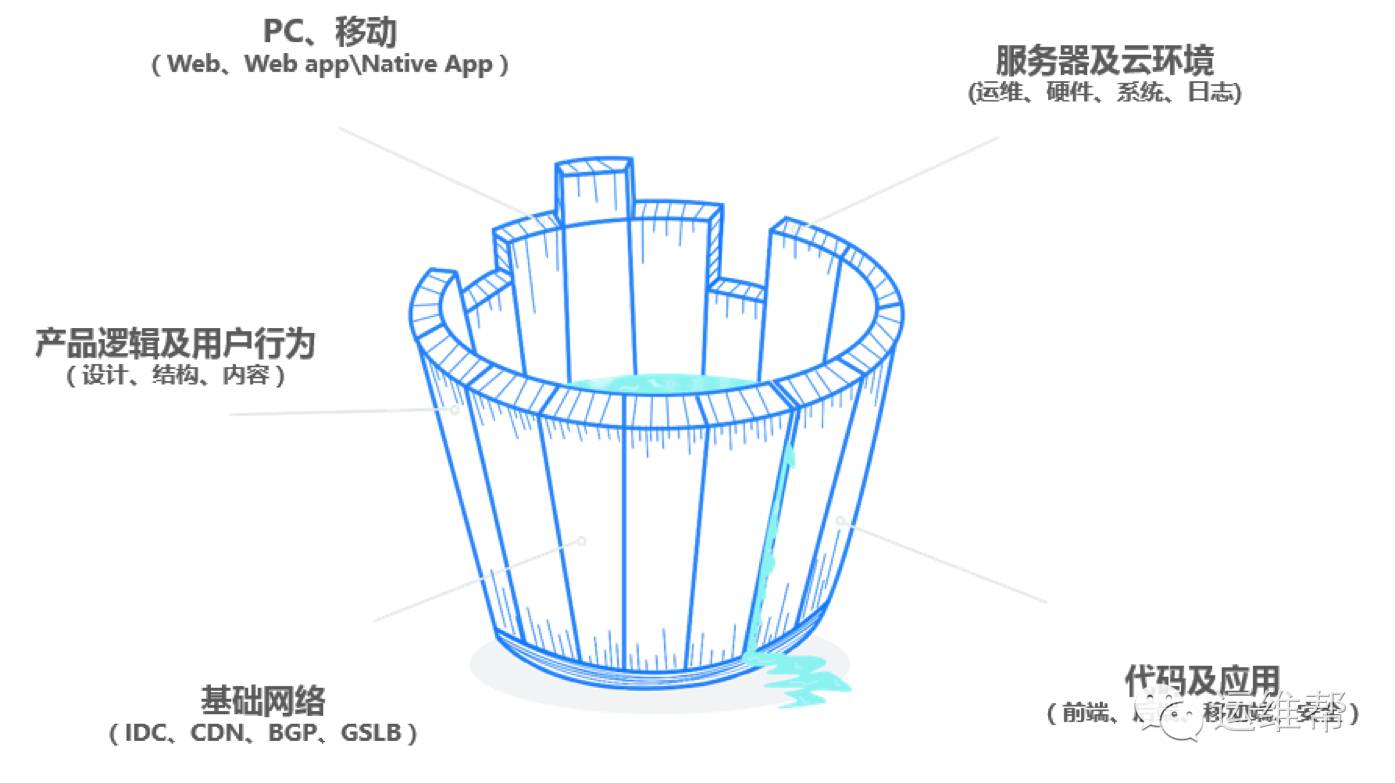 PC、移动
（Web、Web app\Native App）
服务器及云环境
(运维、硬件、系统、日志)
产品逻辑及用户行为
（设计、结构、内容）
基础网络
（IDC、CDN、BGP、GSLB）
代码及应用
（前端、移动端、安全）
运维帮